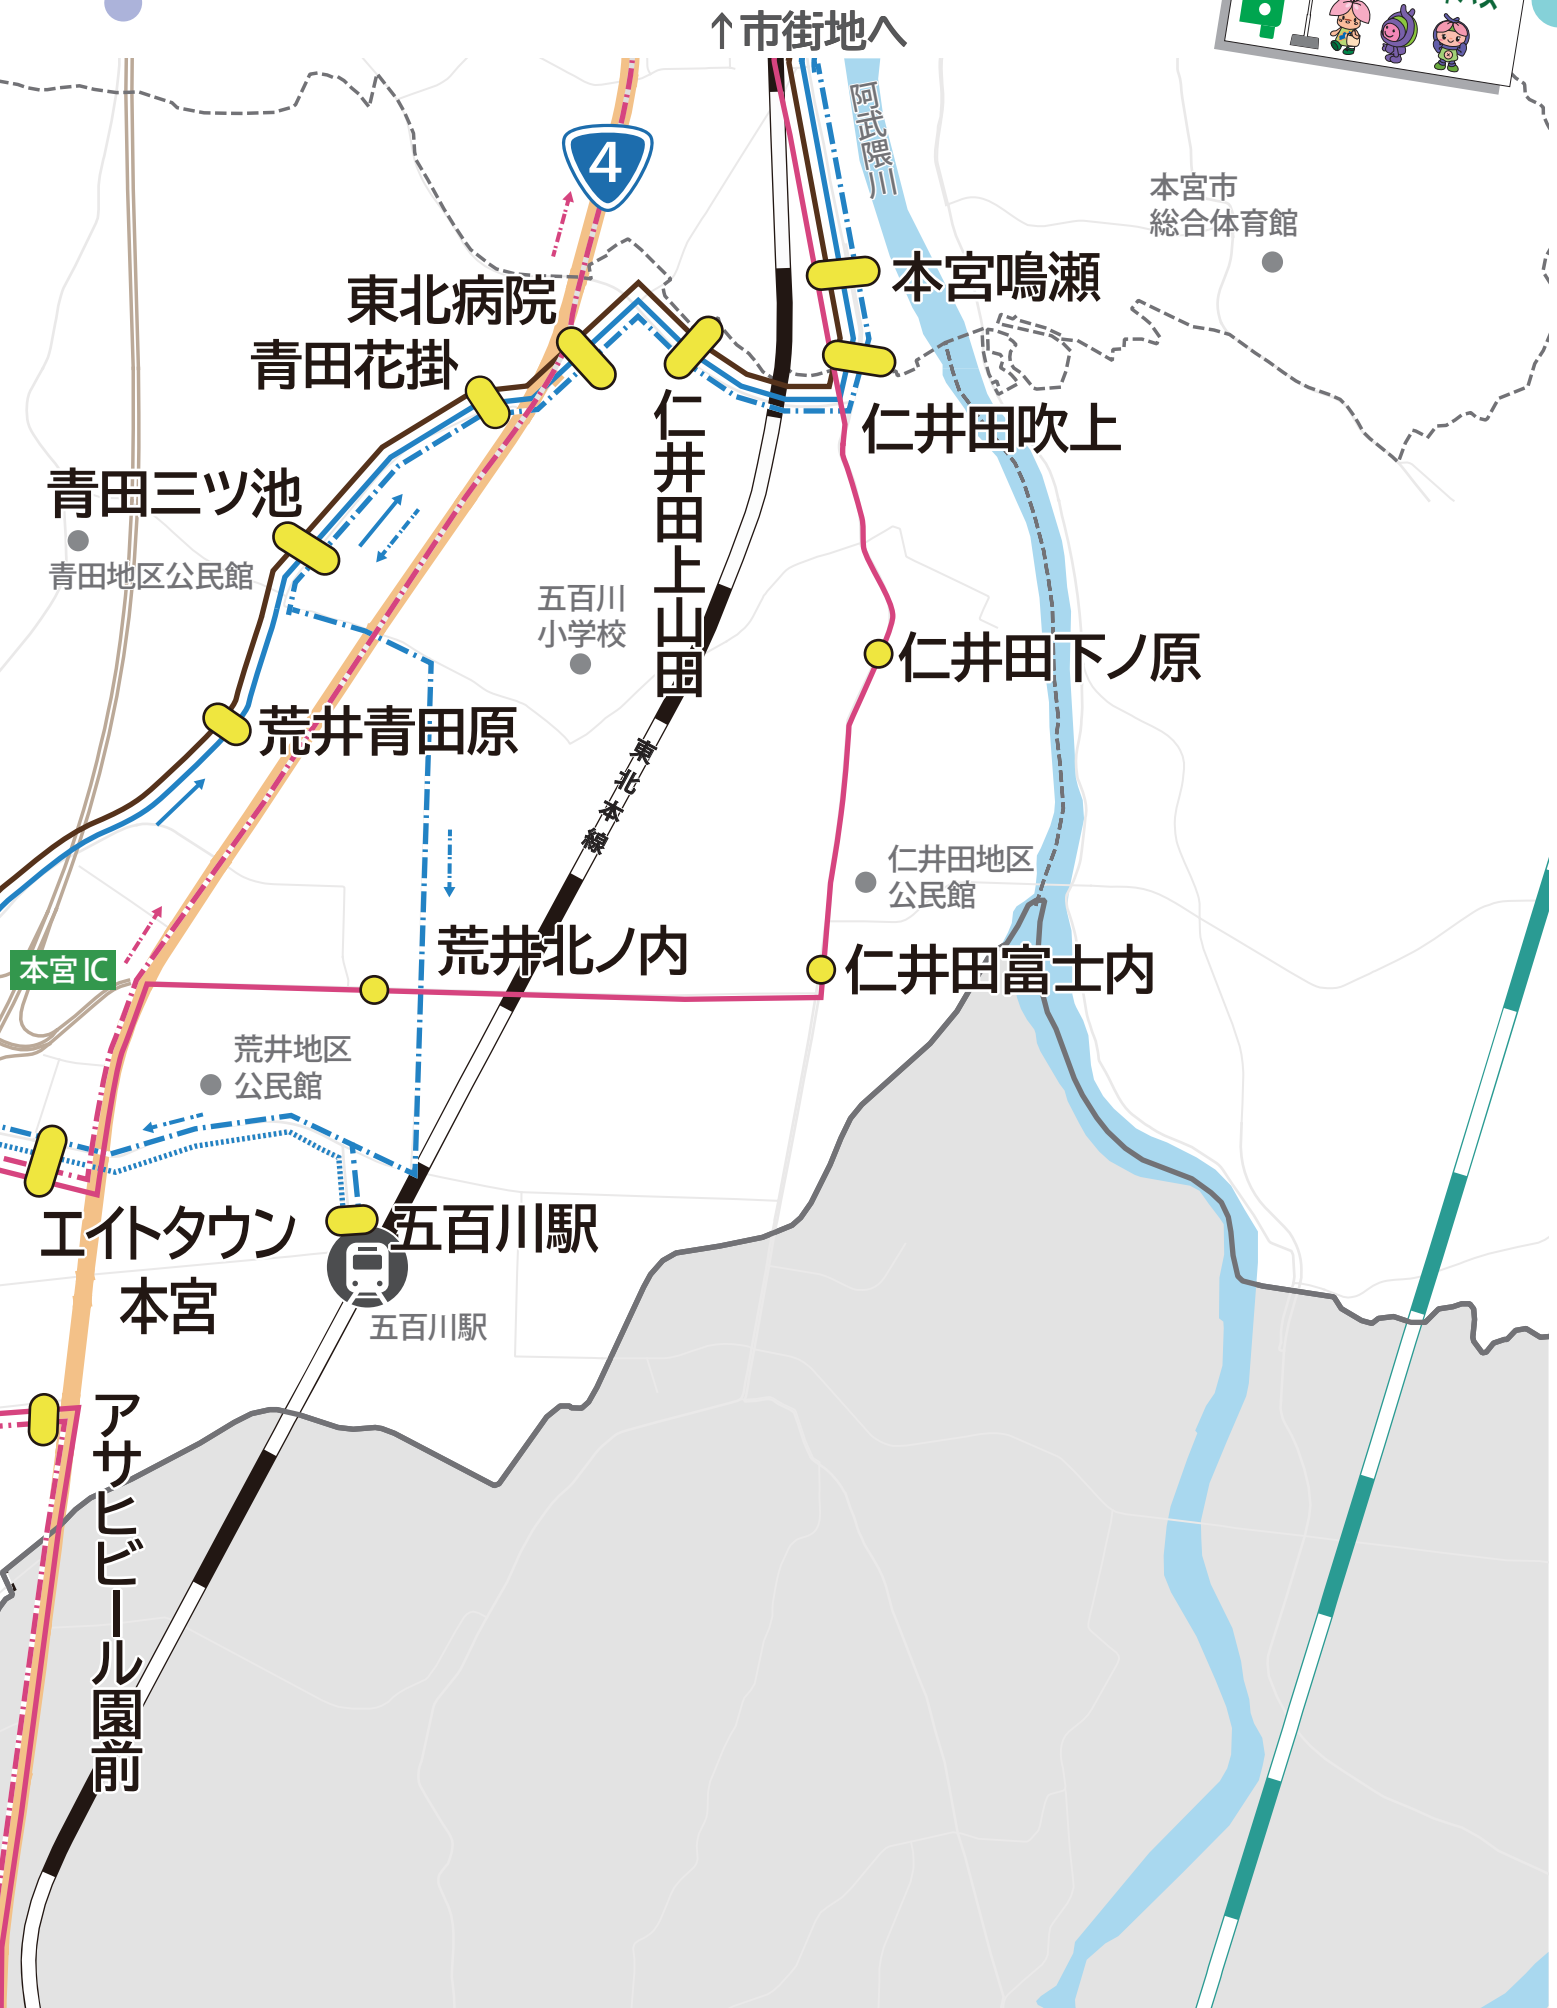 ↑市街地へ
阿武隈川
4
本宮市
総合体育館
本宮鳴瀬
東北病院
青田花掛
仁井田上山田
仁井田吹上
青田三ツ池
青田地区公民館
五百川
小学校
仁井田下ノ原
荒井青田原
東北本線
仁井田地区
公民館
荒井北ノ内
仁井田富士内
本宮 IC
荒井地区
公民館
エイトタウン
本宮
五百川駅
五百川駅
アサヒビール園前